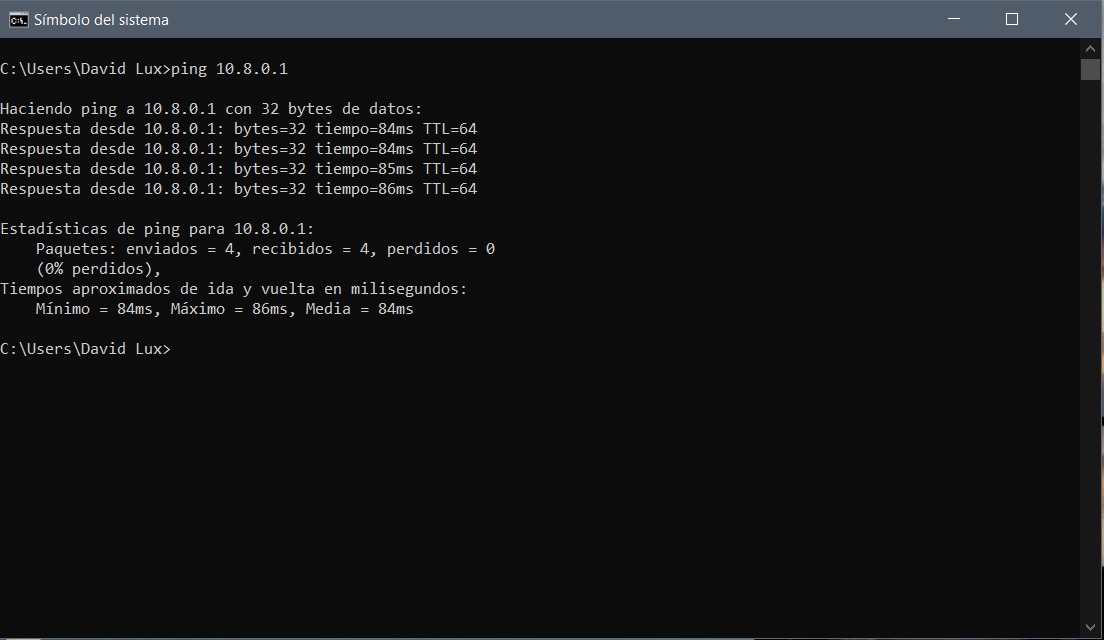 Símbolo del sistema
C:\Users\David Lux>ping 10.8.0.1
Haciendo ping a 10.8.0.1 con 32 bytes de datos:
Respuesta desde 10.8.0.1: bytes=32 tiempo=84ms TTL=64
Respuesta desde 10.8.0.1: bytes=32 tiempo=84ms TTL=64
Respuesta desde 10.8.0.1: bytes=32 tiempo=85ms TTL=64
Respuesta desde 10.8.0.1: bytes=32 tiempo=86ms TTL=64
Estadísticas de ping para 10.8.0.1:
    Paquetes: enviados = 4, recibidos = 4, perdidos = 0
    (0% perdidos),
Tiempos aproximados de ida y vuelta en milisegundos:
    Mínimo = 84ms, Máximo = 86ms, Media = 84ms
C:\Users\David Lux>